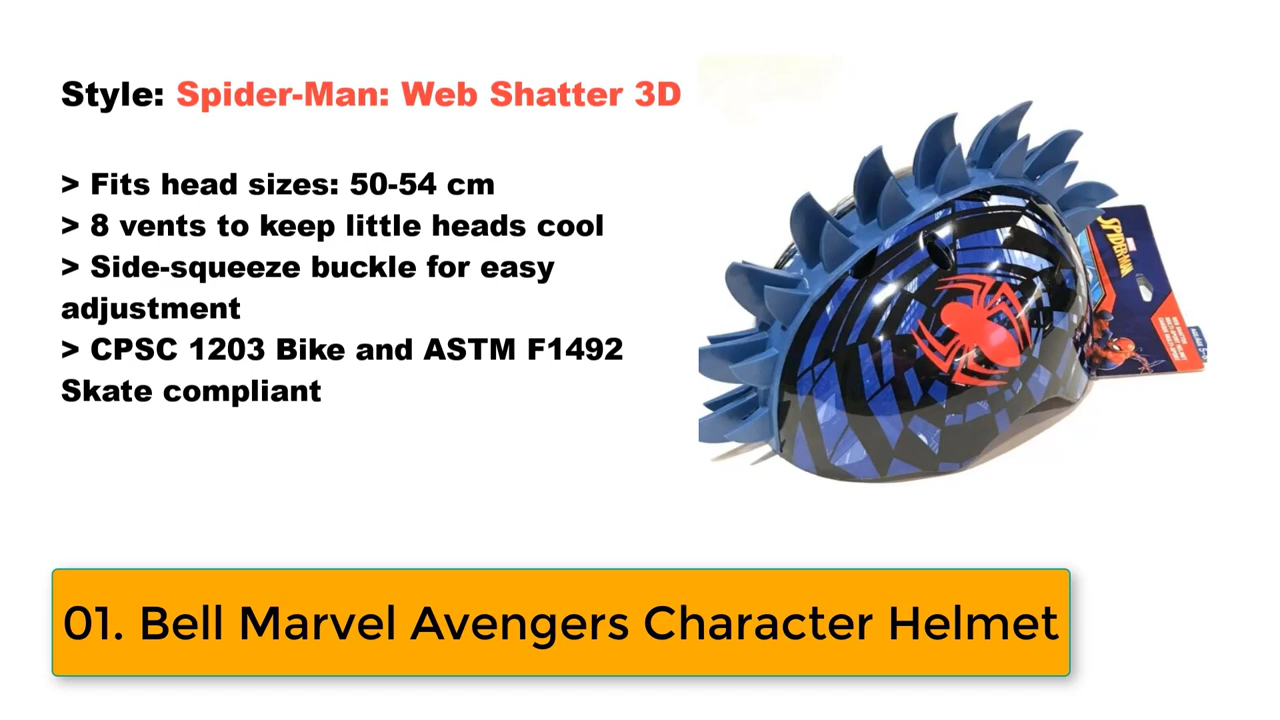 Style: Spider-Man: Web Shatter 3D
> Fits head sizes: 50-54 cm
> 8 vents to keep little heads cool
> Side-squeeze buckle for easy
adjustment
> CPSC 1203 Bike and ASTM F1492
Skate compliant
SPIDER-MAN
01. Bell Marvel Avengers Character Helmet